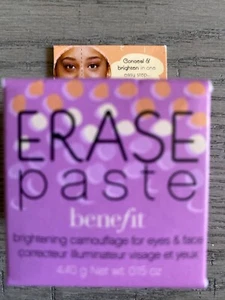 Conceal &
brighten in one
easy step
ERASE
paste
benefit
brightening camouflage for eyes & face
correcteur illuminateur visage et yeux
4.40 g Net wt. 0.15 oz